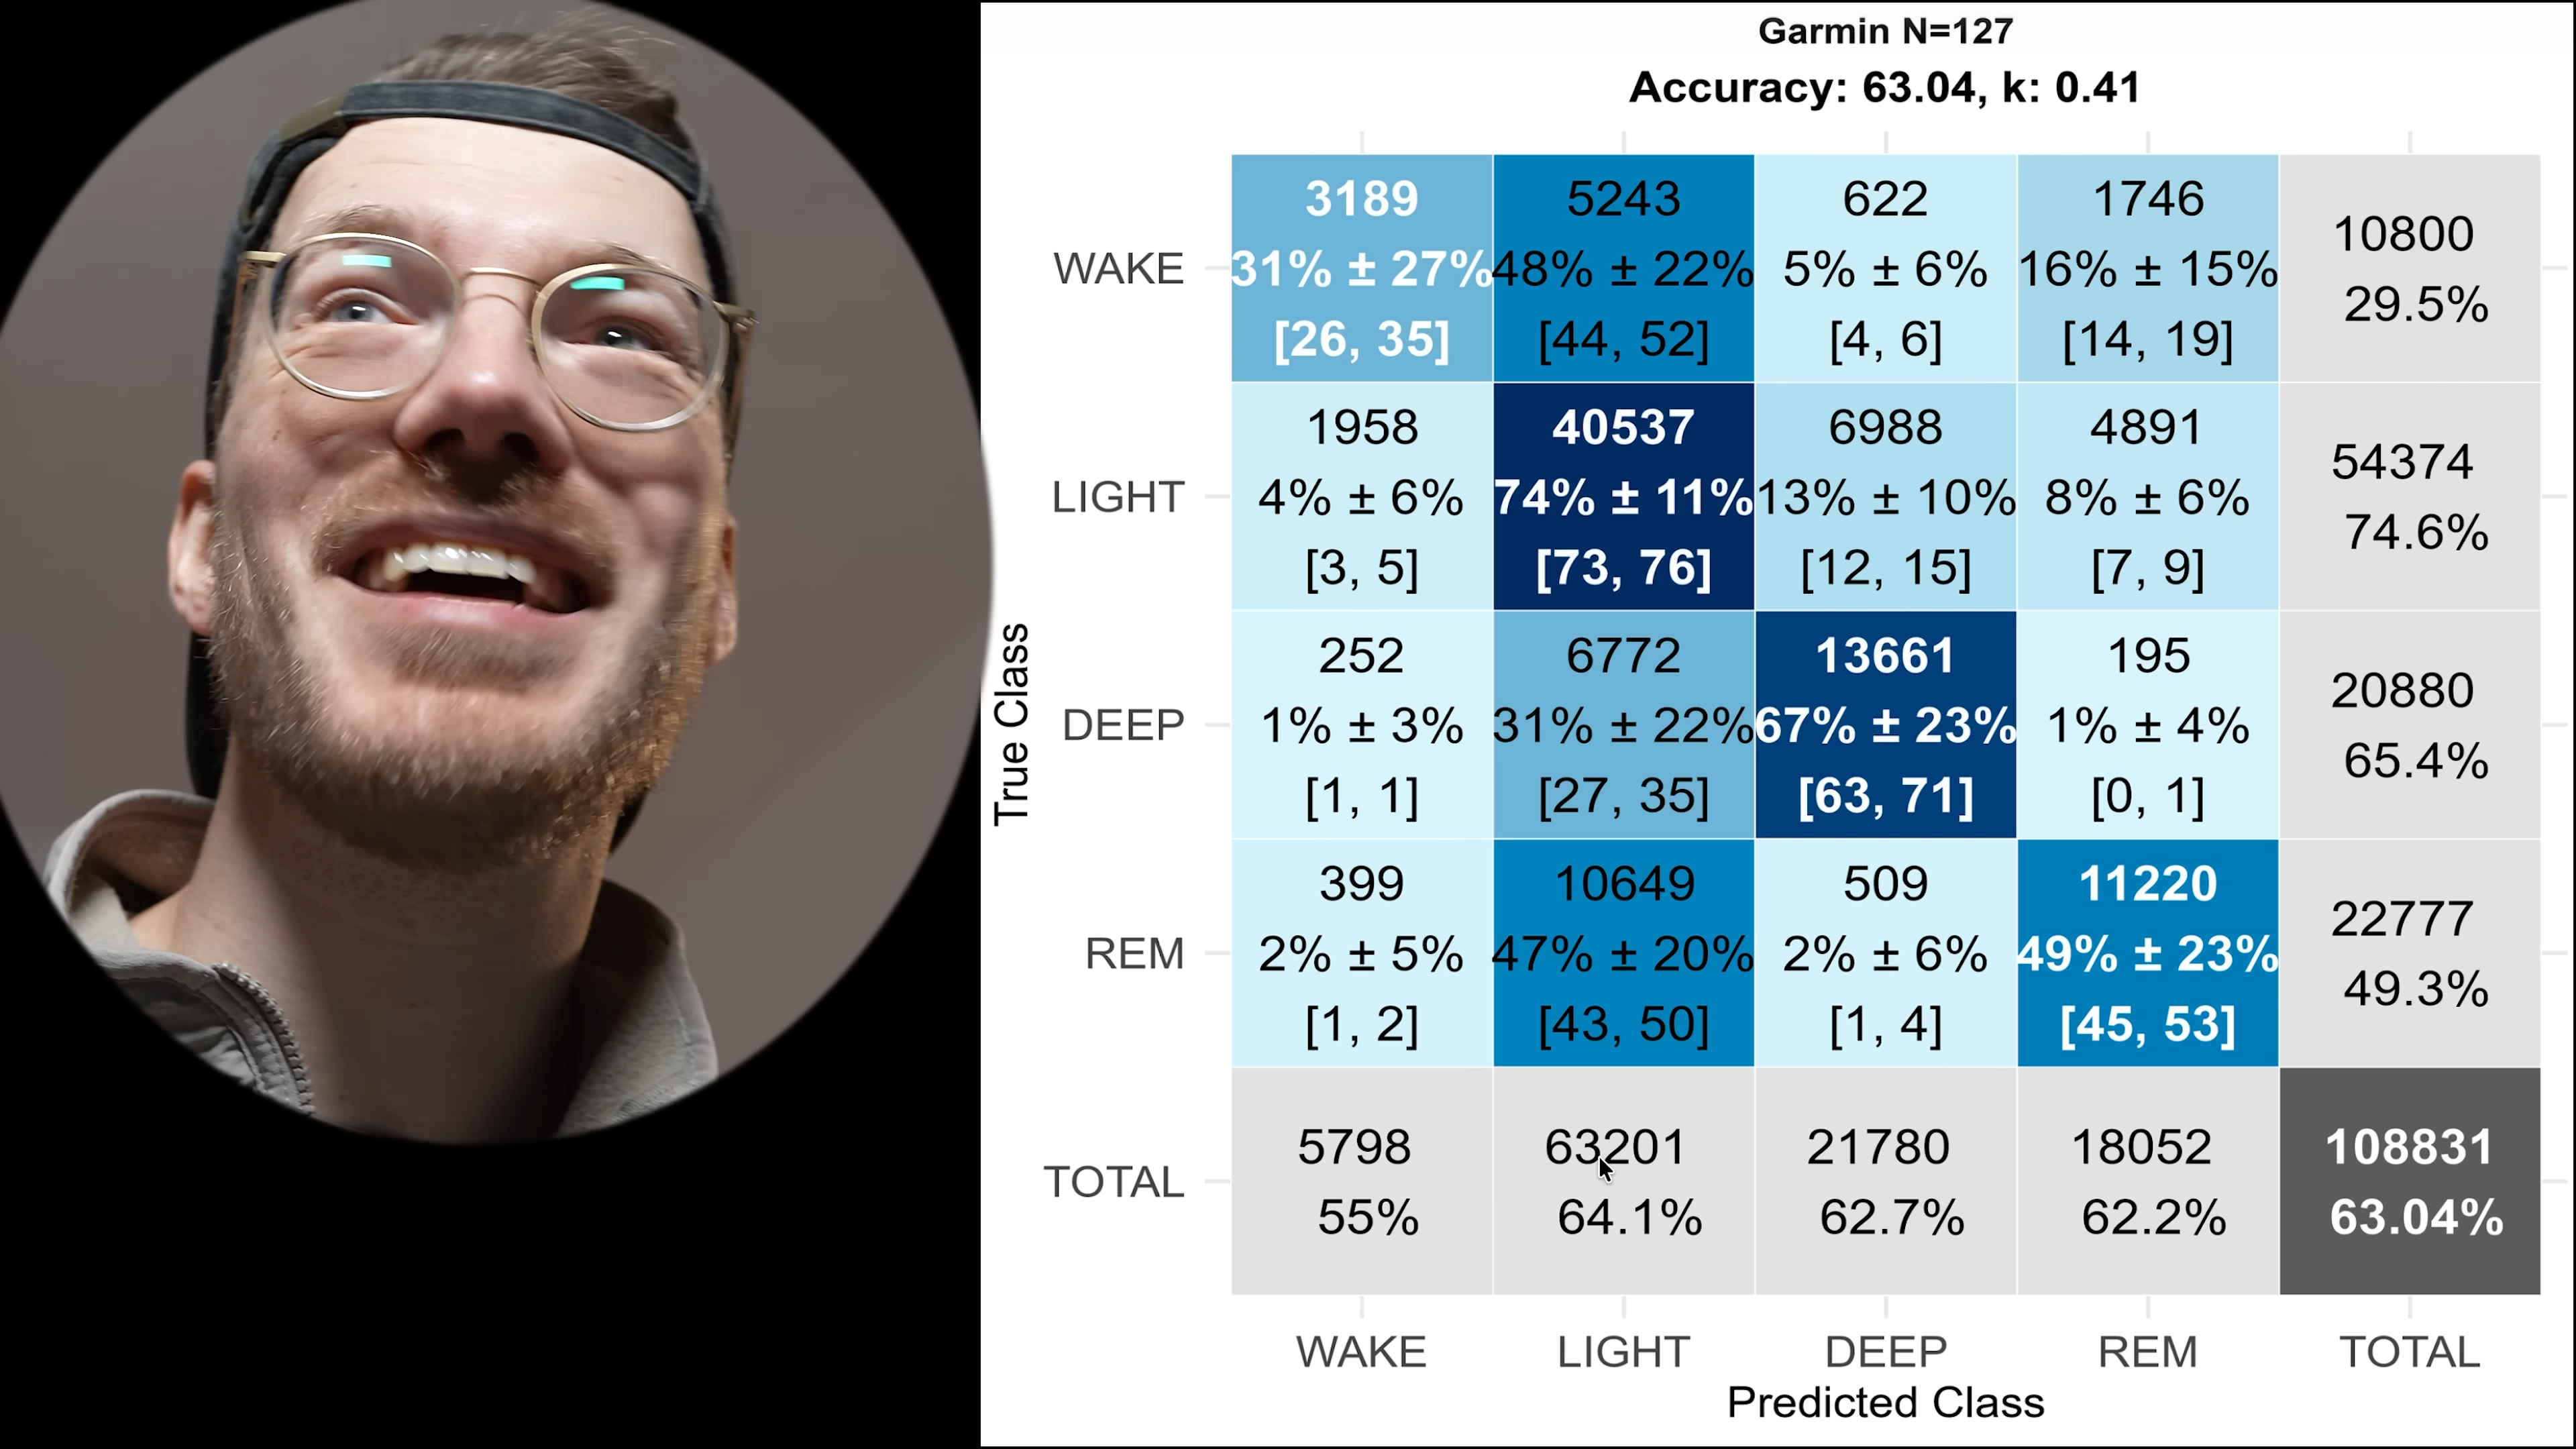 Garmin N=127
Accuracy: 63.04, k: 0.41
True Class
WAKE
3189
31% ± 27%
[26, 35]
5243
48% ± 22%
[44, 52]
622
5% ± 6%
[4, 6]
1746
16% ± 15%
[14, 19]
10800
29.5%
LIGHT
1958
4% ± 6%
[3, 5]
40537
74% ± 11%
[73, 76]
6988
13% ± 10%
[12, 15]
4891
8% ± 6%
[7, 9]
54374
74.6%
DEEP
252
1% ± 3%
[1, 1]
6772
31% ± 22%
[27, 35]
13661
67% ± 23%
[63, 71]
195
1% ± 4%
[0, 1]
20880
65.4%
REM
399
2% ± 5%
[1, 2]
10649
47% ± 20%
[43, 50]
509
2% ± 6%
[1, 4]
11220
49% ± 23%
[45, 53]
22777
49.3%
TOTAL
5798
55%
63201
64.1%
21780
62.7%
18052
62.2%
108831
63.04%
WAKE LIGHT DEEP REM TOTAL
Predicted Class